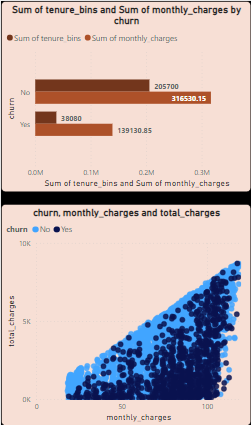 Sum of tenure_bins and Sum of monthly_charges by
churn
Sum of tenure_bins Sum of monthly_charges
churn
No
205700
316530.15
Yes
38080
139130.85
0.0M 0.1M 0.2M 0.3M
Sum of tenure_bins and Sum of monthly_charges
churn, monthly_charges and total_charges
churn No Yes
total_charges
10K
5K
0K
0 50 100
monthly_charges